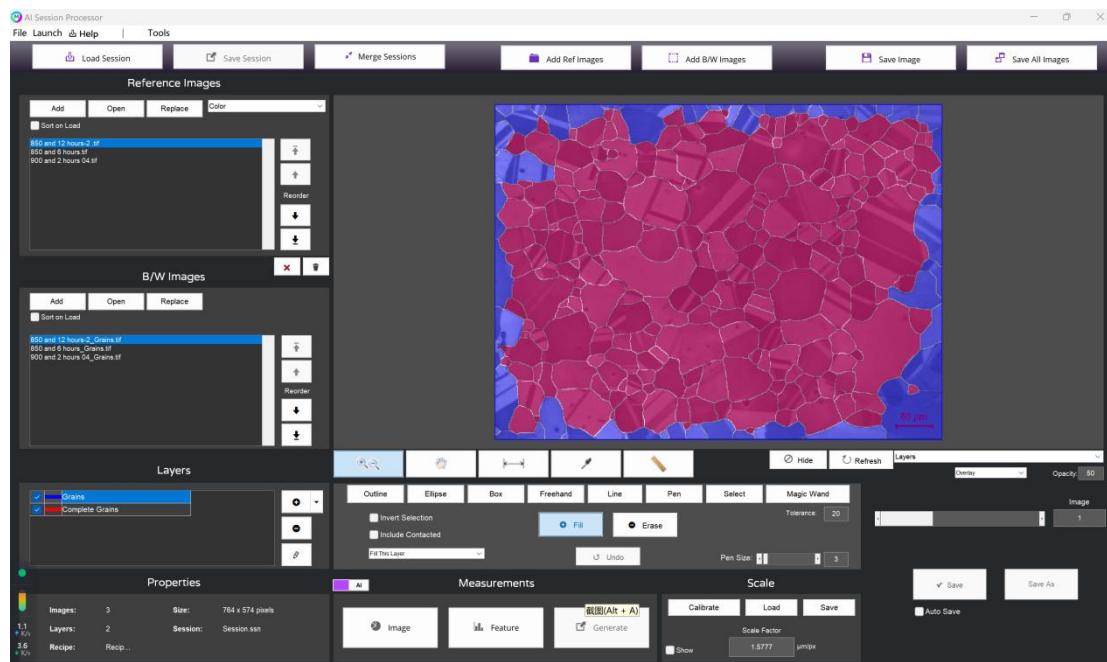 AI Session Processor
File Launch Help | Tools
Load Session Save Session Merge Sessions Add Ref Images Add B/W Images Save Image Save All Images
Reference Images
Add Open Replace Color
Sort on Load
850 and 12 hours-2 .tif
850 and 6 hours.tif
900 and 2 hours 04.tif
Reorder
B/W Images
Add Open Replace
Sort on Load
850 and 12 hours-2_Grains.tif
850 and 6 hours_Grains.tif
900 and 2 hours 04_Grains.tif
Reorder
50 µm
Hide Refresh Layers
Overlay Opacity: 50
Layers
Grains
Complete Grains
Outline Ellipse Box Freehand Line Pen Select Magic Wand
Invert Selection
Include Contacted
Fill Erase
Tolerance: 20
Fill This Layer
Undo
Pen Size: 3
Image
1
Save Save As
Auto Save
Properties
Images: 3 Size: 764 x 574 pixels
Layers: 2 Session: Session.ssn
Recipe: Recip...
1.1
K/s
3.6
K/s
AI Measurements
截图(Alt + A)
Image Feature Generate
Scale
Calibrate Load Save
Scale Factor
Show 1.5777 µm/px